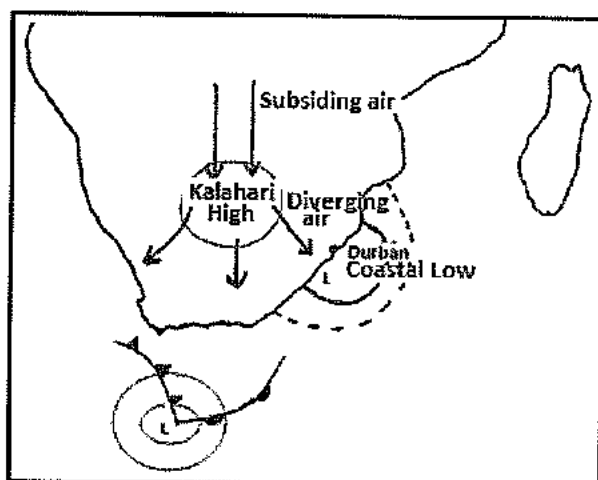 Subsiding air
Kalahari
High
Diverging
air
Durban
Coastal Low
L
L